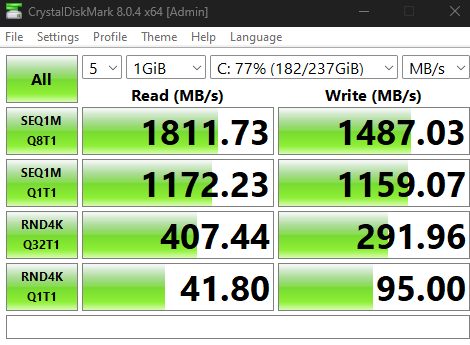 CrystalDiskMark 8.0.4 x64 [Admin]
File Settings Profile Theme Help Language
All 5 1GiB C: 77% (182/237GiB) MB/s
Read (MB/s) Write (MB/s)
SEQ1M Q8T1 1811.73 1487.03
SEQ1M Q1T1 1172.23 1159.07
RND4K Q32T1 407.44 291.96
RND4K Q1T1 41.80 95.00